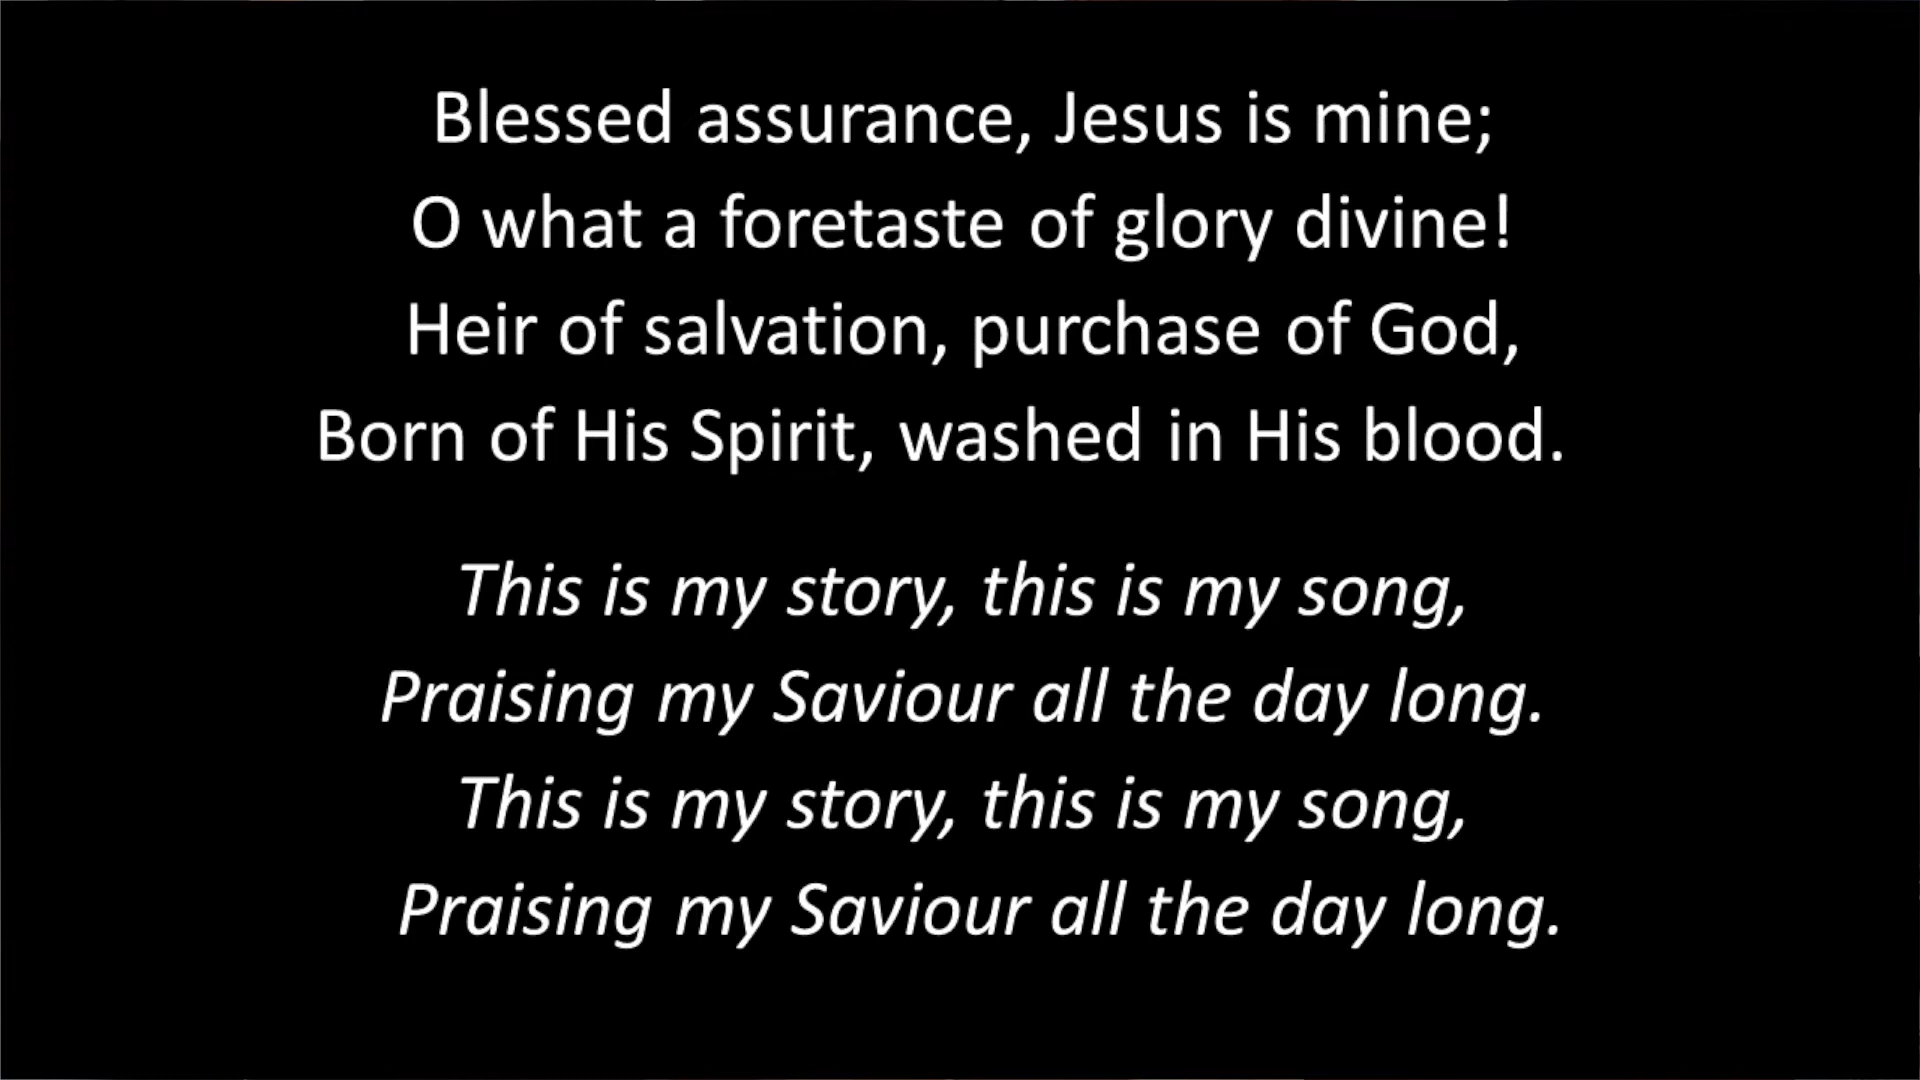 Blessed assurance, Jesus is mine;
O what a foretaste of glory divine!
Heir of salvation, purchase of God,
Born of His Spirit, washed in His blood.
This is my story, this is my song,
Praising my Saviour all the day long.
This is my story, this is my song,
Praising my Saviour all the day long.